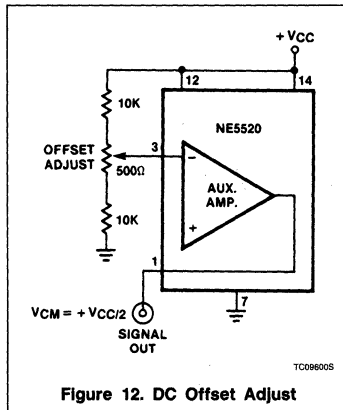 + VCC
12
14
10K
NE5520
OFFSET
ADJUST
3
500Ω
−
AUX.
AMP.
+
10K
1
7
VCM = + VCC/2
SIGNAL
OUT
TC09600S
Figure 12. DC Offset Adjust